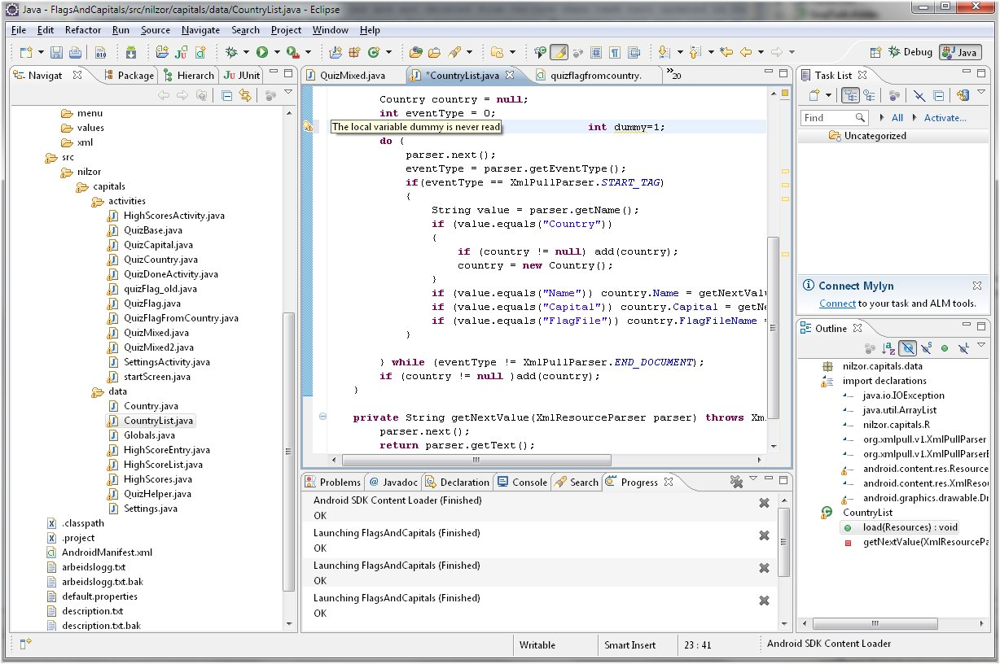 Java - FlagsAndCapitals/src/nilzor/capitals/data/CountryList.java - Eclipse
File Edit Refactor Run Source Navigate Search Project Window Help
Debug Java
Navigat Package Hierarch JUnit
menu
values
xml
src
nilzor
capitals
activities
HighScoresActivity.java
QuizBase.java
QuizCapital.java
QuizCountry.java
QuizDoneActivity.java
quizFlag_old.java
QuizFlag.java
QuizFlagFromCountry.java
QuizMixed.java
QuizMixed2.java
SettingsActivity.java
startScreen.java
data
Country.java
CountryList.java
Globals.java
HighScoreEntry.java
HighScoreList.java
HighScores.java
QuizHelper.java
Settings.java
.classpath
.project
AndroidManifest.xml
arbeidslogg.txt
arbeidslogg.txt.bak
default.properties
description.txt
description.txt.bak
QuizMixed.java *CountryList.java quizflagfromcountry. »20
Country country = null;
int eventType = 0;
The local variable dummy is never read int dummy=1;
do {
parser.next();
eventType = parser.getEventType();
if(eventType == XmlPullParser.START_TAG)
{
String value = parser.getName();
if (value.equals("Country"))
{
if (country != null) add(country);
country = new Country();
}
if (value.equals("Name")) country.Name = getNextValu
if (value.equals("Capital")) country.Capital = getNe
if (value.equals("FlagFile")) country.FlagFileName =
}
} while (eventType != XmlPullParser.END_DOCUMENT);
if (country != null )add(country);
}
private String getNextValue(XmlResourceParser parser) throws Xm
parser.next();
return parser.getText();
Problems Javadoc Declaration Console Search Progress
Android SDK Content Loader (Finished)
OK
Launching FlagsAndCapitals (Finished)
OK
Launching FlagsAndCapitals (Finished)
OK
Launching FlagsAndCapitals (Finished)
OK
Task List
Find All Activate...
Uncategorized
Connect Mylyn
Connect to your task and ALM tools.
Outline
nilzor.capitals.data
import declarations
java.io.IOException
java.util.ArrayList
nilzor.capitals.R
org.xmlpull.v1.XmlPullParser
org.xmlpull.v1.XmlPullParserE
android.content.res.Resource
android.content.res.XmlResou
android.graphics.drawable.Dr
CountryList
load(Resources) : void
getNextValue(XmlResourcePa
Writable Smart Insert 23 : 41 Android SDK Content Loader